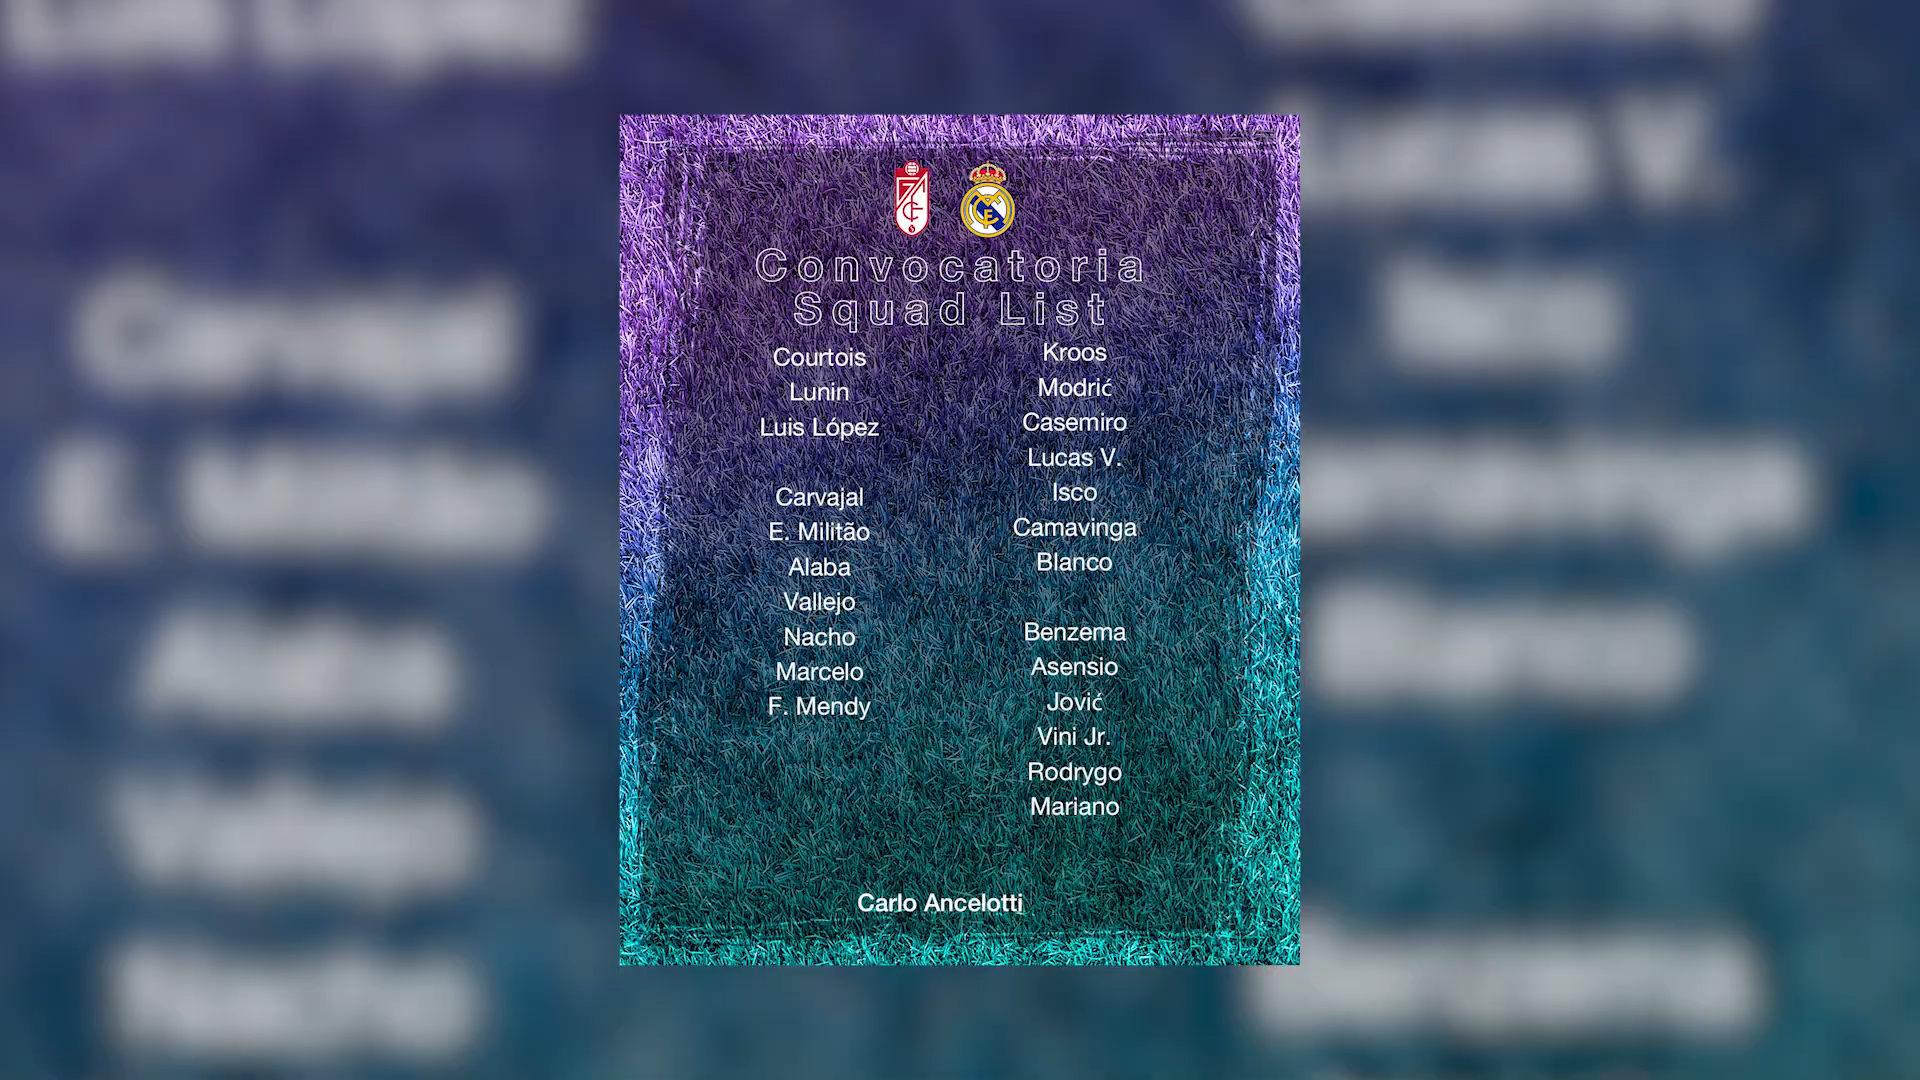 Convocatoria
Squad List
Courtois
Lunin
Luis López
Carvajal
E. Militão
Alaba
Vallejo
Nacho
Marcelo
F. Mendy
Kroos
Modrić
Casemiro
Lucas V.
Isco
Camavinga
Blanco
Benzema
Asensio
Jović
Vini Jr.
Rodrygo
Mariano
Carlo Ancelotti